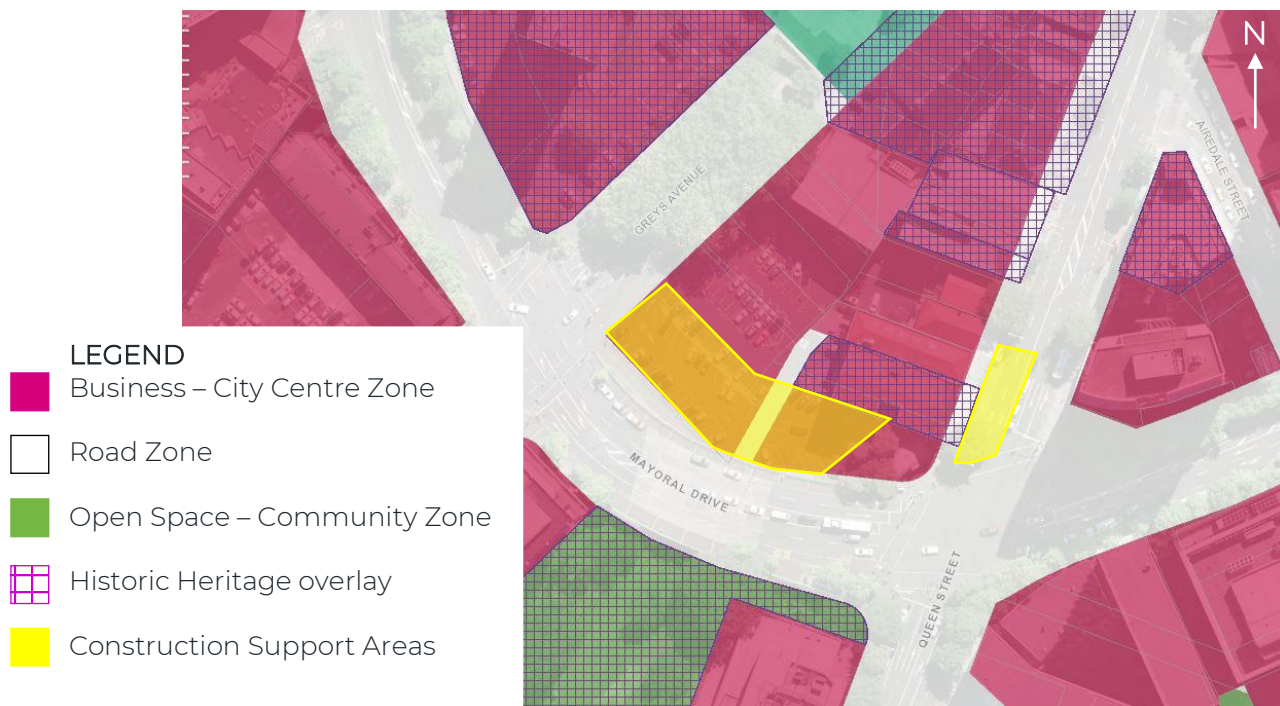 N
AIREDALE STREET
GREYS AVENUE
LEGEND
Business – City Centre Zone
Road Zone
Open Space – Community Zone
Historic Heritage overlay
Construction Support Areas
MAYORAL DRIVE
QUEEN STREET